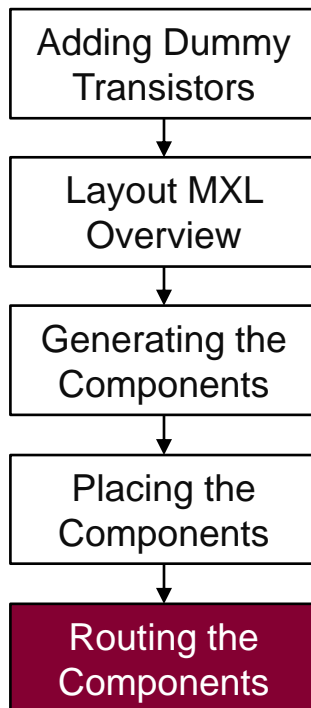 Adding Dummy
Transistors
Layout MXL
Overview
Generating the
Components
Placing the
Components
Routing the
Components